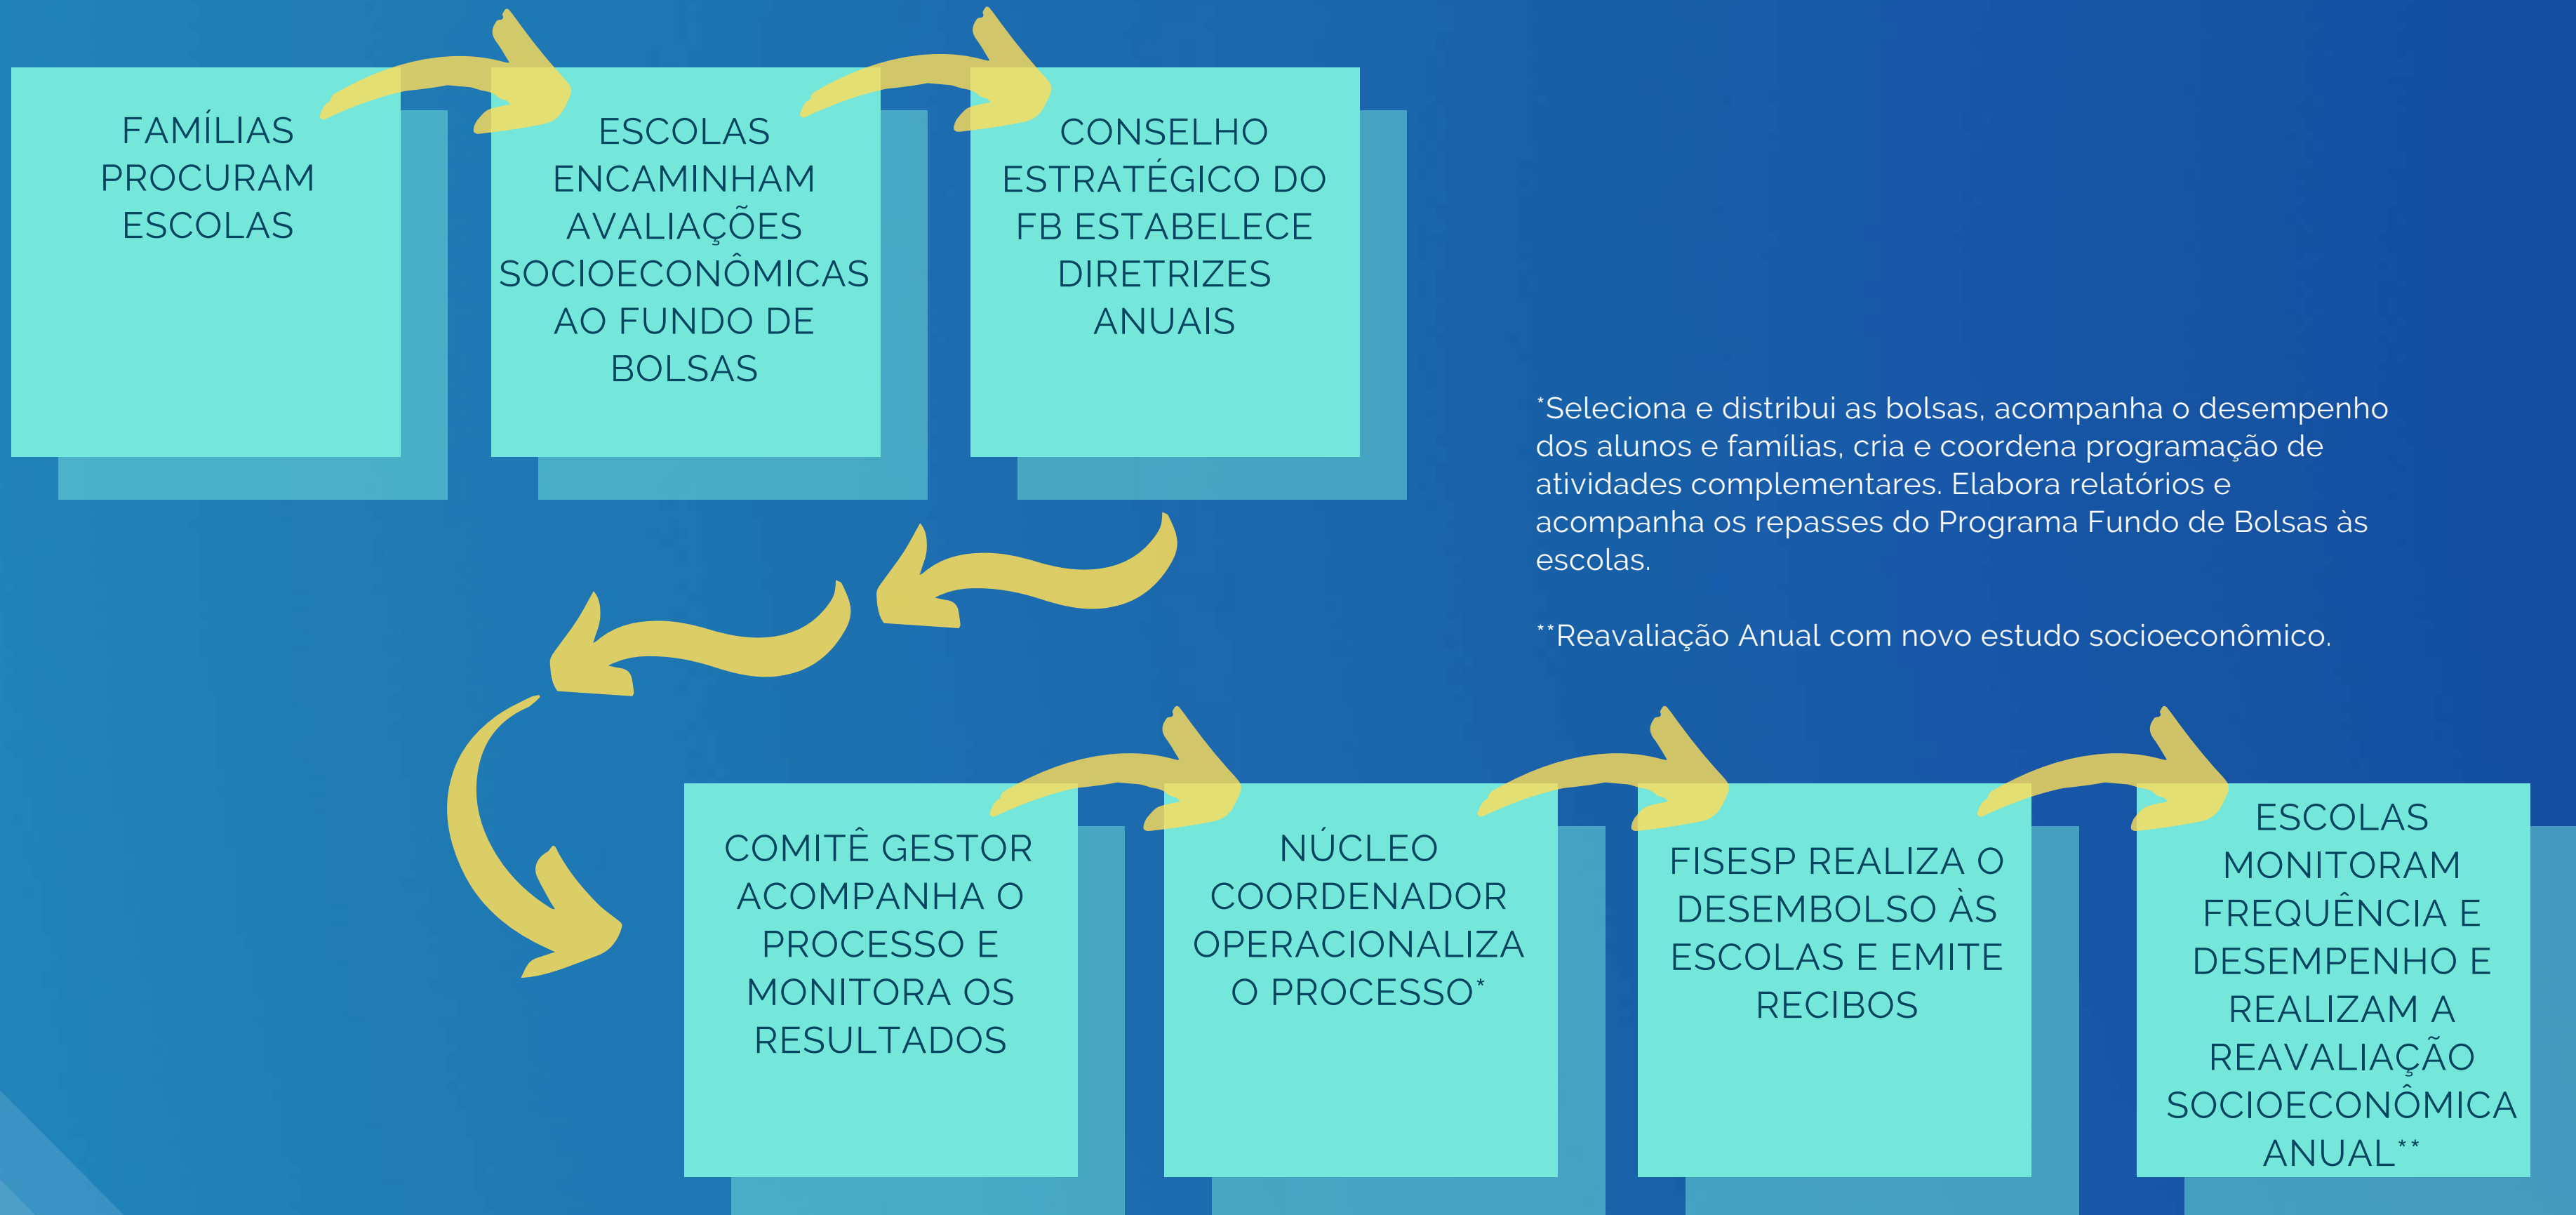 FAMÍLIAS
PROCURAM
ESCOLAS
ESCOLAS
ENCAMINHAM
AVALIAÇÕES
SOCIOECONÔMICAS
AO FUNDO DE
BOLSAS
CONSELHO
ESTRATÉGICO DO
FB ESTABELECE
DIRETRIZES
ANUAIS
*Seleciona e distribui as bolsas, acompanha o desempenho
dos alunos e famílias, cria e coordena programação de
atividades complementares. Elabora relatórios e
acompanha os repasses do Programa Fundo de Bolsas às
escolas.
**Reavaliação Anual com novo estudo socioeconômico.
COMITÊ GESTOR
ACOMPANHA O
PROCESSO E
MONITORA OS
RESULTADOS
NÚCLEO
COORDENADOR
OPERACIONALIZA
O PROCESSO*
FISESP REALIZA O
DESEMBOLSO ÀS
ESCOLAS E EMITE
RECIBOS
ESCOLAS
MONITORAM
FREQUÊNCIA E
DESEMPENHO E
REALIZAM A
REAVALIAÇÃO
SOCIOECONÔMICA
ANUAL**